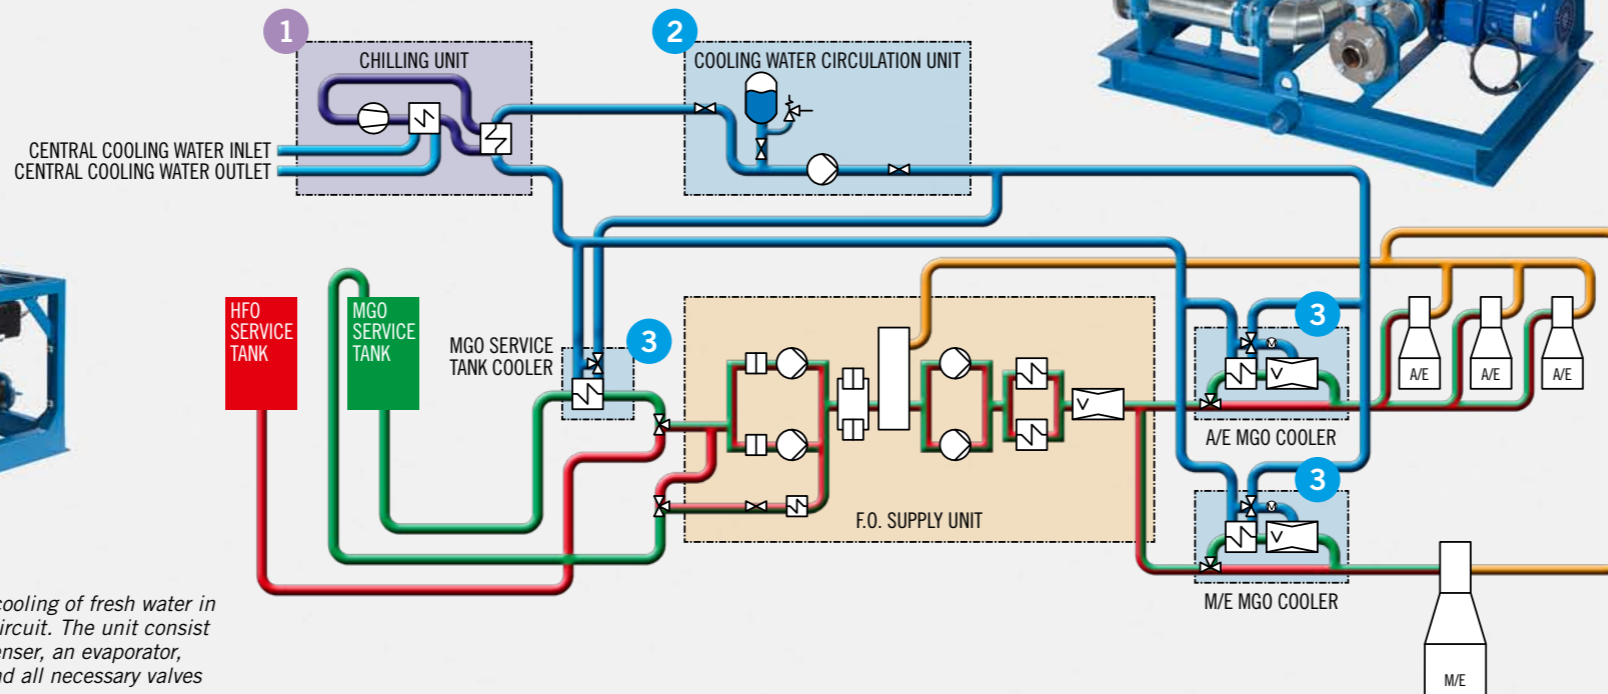 1
CHILLING UNIT
2
COOLING WATER CIRCULATION UNIT
CENTRAL COOLING WATER INLET
CENTRAL COOLING WATER OUTLET
HFO
SERVICE
TANK
MGO
SERVICE
TANK
MGO SERVICE
TANK COOLER
3
F.O. SUPPLY UNIT
V
3
V
A/E MGO COOLER
A/E
A/E
A/E
3
V
M/E MGO COOLER
M/E
cooling of fresh water in
ircuit. The unit consist
enser, an evaporator,
nd all necessary valves